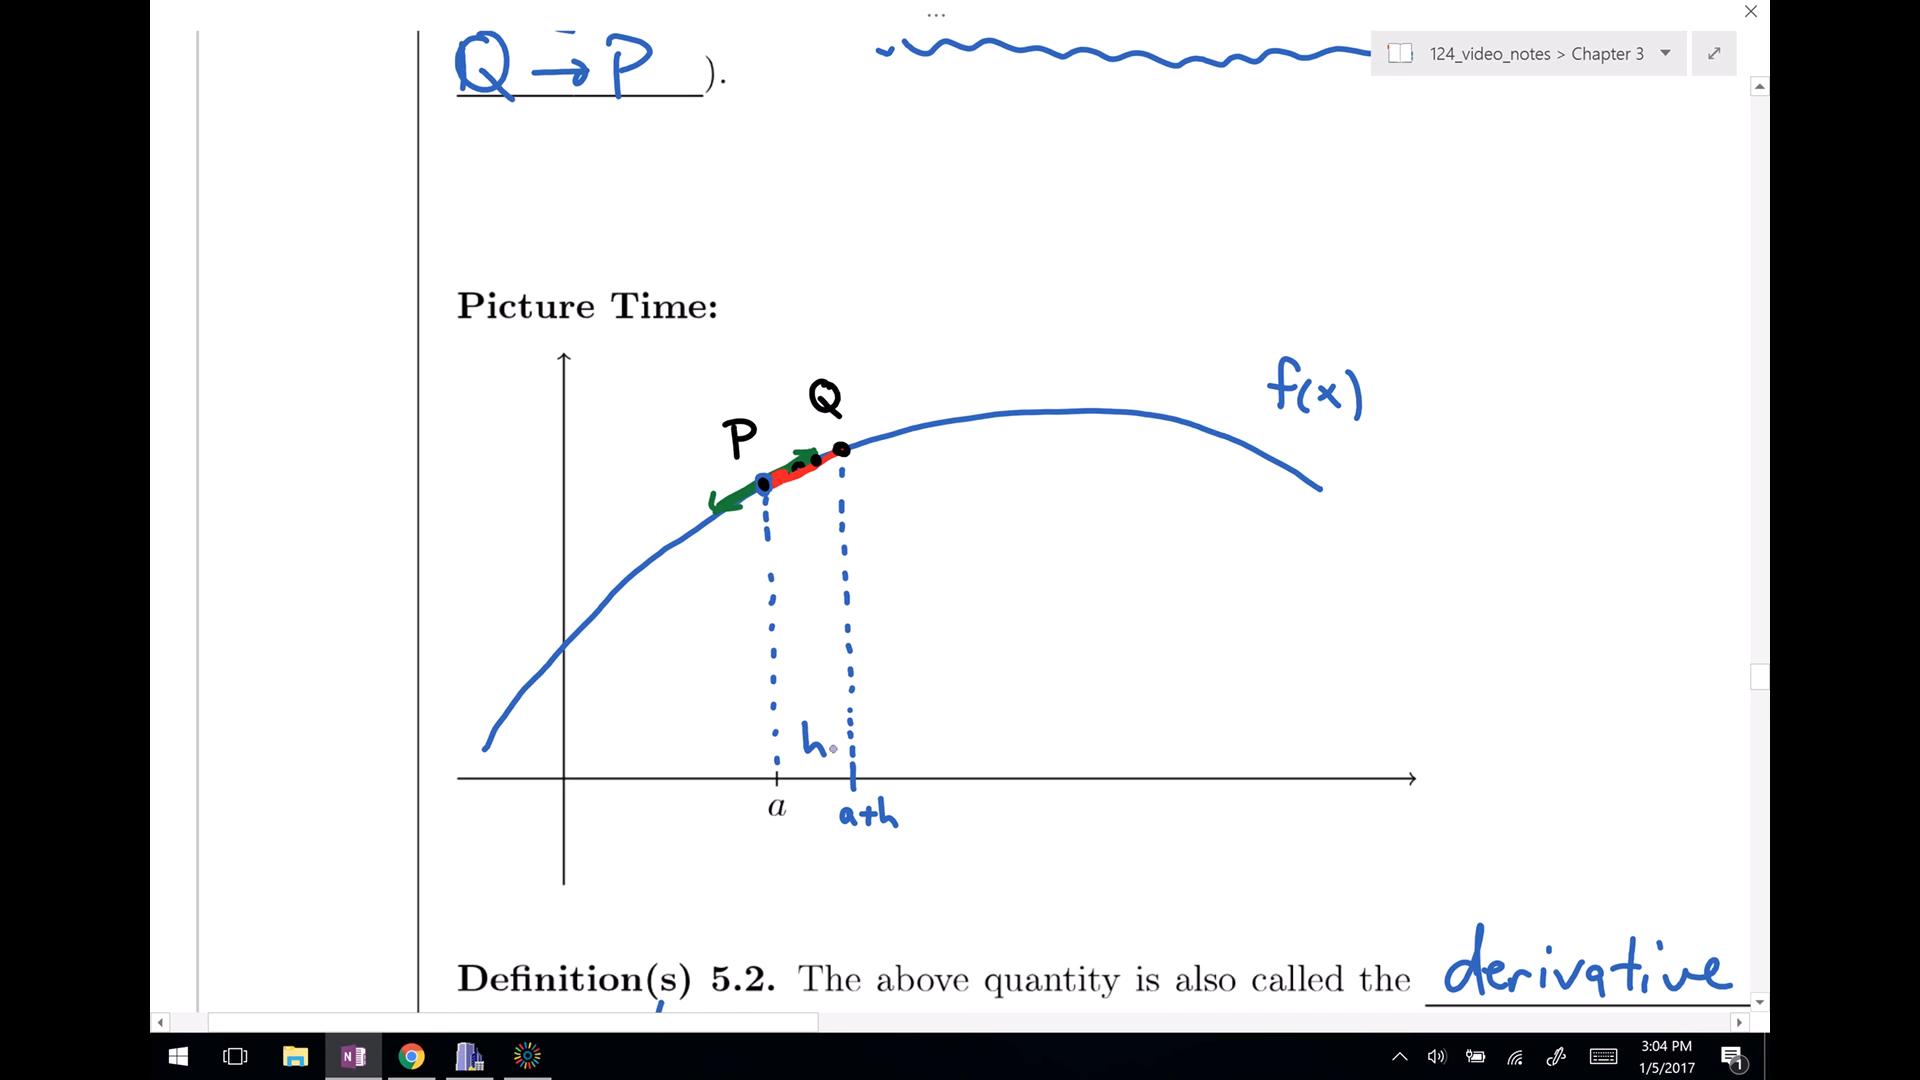 ...
124_video_notes > Chapter 3
Q → P ).
Picture Time:
f(x)
Q
P
h
a
a+h
Definition(s) 5.2. The above quantity is also called the derivative
3:04 PM
1/5/2017
1